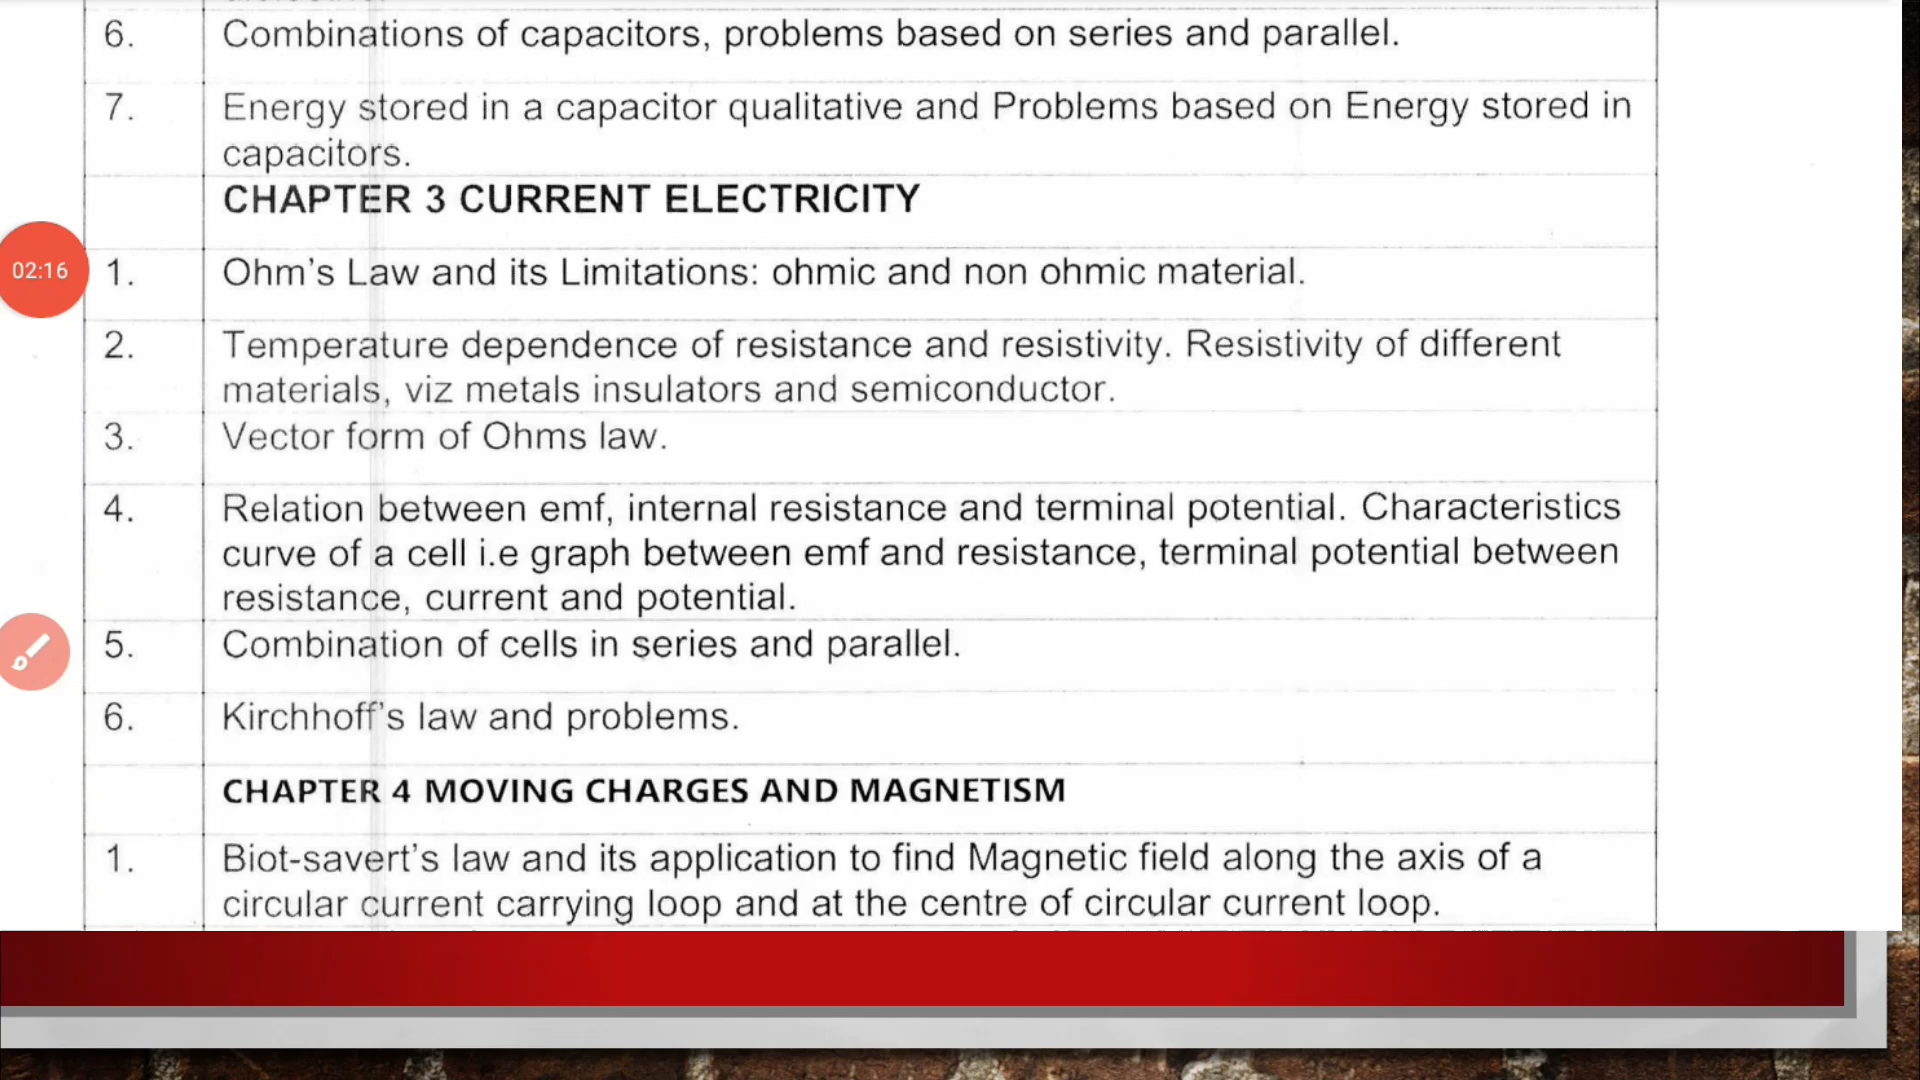 6. Combinations of capacitors, problems based on series and parallel.
7. Energy stored in a capacitor qualitative and Problems based on Energy stored in
capacitors.
CHAPTER 3 CURRENT ELECTRICITY
02:16
1. Ohm's Law and its Limitations: ohmic and non ohmic material.
2. Temperature dependence of resistance and resistivity. Resistivity of different
materials, viz metals insulators and semiconductor.
3. Vector form of Ohms law.
4. Relation between emf, internal resistance and terminal potential. Characteristics
curve of a cell i.e graph between emf and resistance, terminal potential between
resistance, current and potential.
5. Combination of cells in series and parallel.
6. Kirchhoff's law and problems.
CHAPTER 4 MOVING CHARGES AND MAGNETISM
1. Biot-savert's law and its application to find Magnetic field along the axis of a
circular current carrying loop and at the centre of circular current loop.